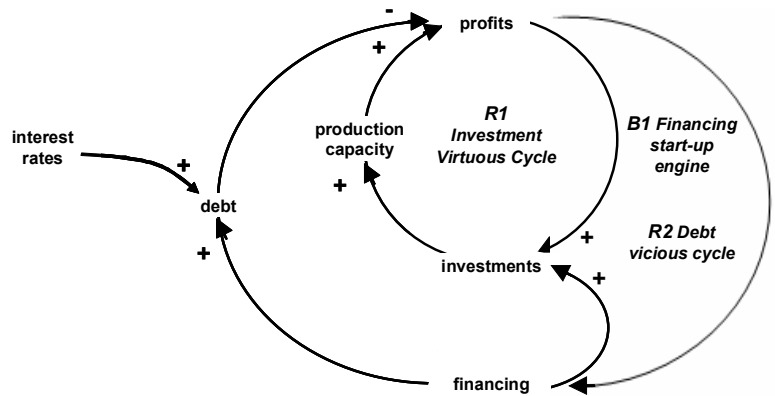 -
profits
+
R1
Investment
Virtuous Cycle
B1 Financing
start-up
engine
production
capacity
interest
rates
+
+
debt
+
+
R2 Debt
vicious cycle
investments
+
financing